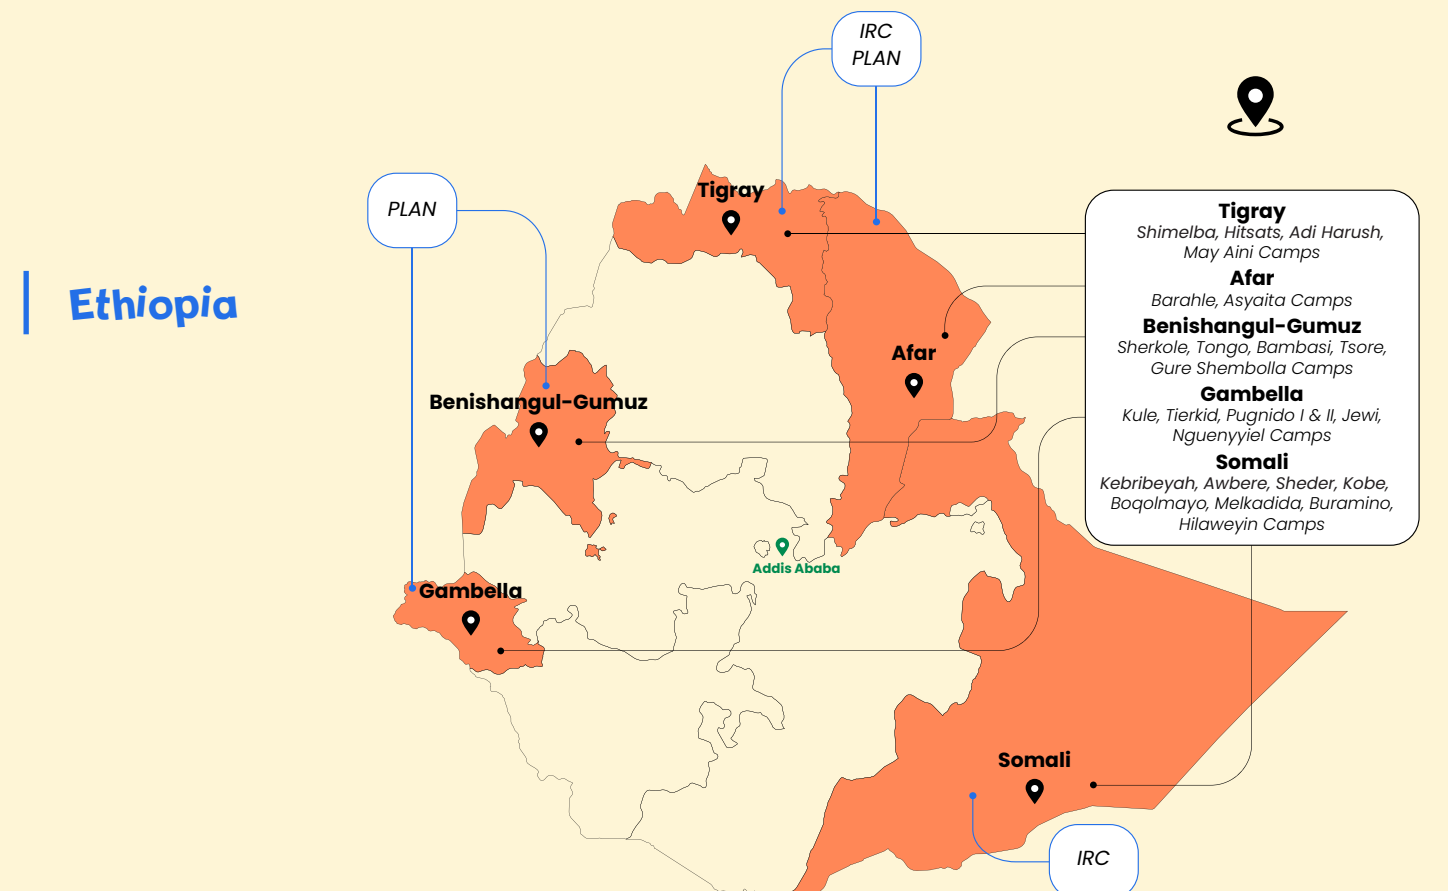 IRC
PLAN
PLAN
Ethiopia
Tigray
Afar
Benishangul-Gumuz
Addis Ababa
Gambella
Somali
IRC
Tigray
Shimelba, Hitsats, Adi Harush,
May Aini Camps
Afar
Barahle, Asyaita Camps
Benishangul-Gumuz
Sherkole, Tongo, Bambasi, Tsore,
Gure Shembolla Camps
Gambella
Kule, Tierkid, Pugnido I & II, Jewi,
Nguenyyiel Camps
Somali
Kebribeyah, Awbere, Sheder, Kobe,
Boqolmayo, Melkadida, Buramino,
Hilaweyin Camps